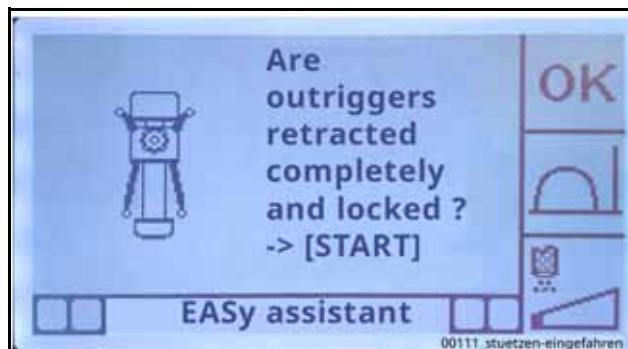 Are
outriggers
retracted
completely
and locked ?
-> [START]
OK
EASy assistant
00111_stuetzen-eingefahren